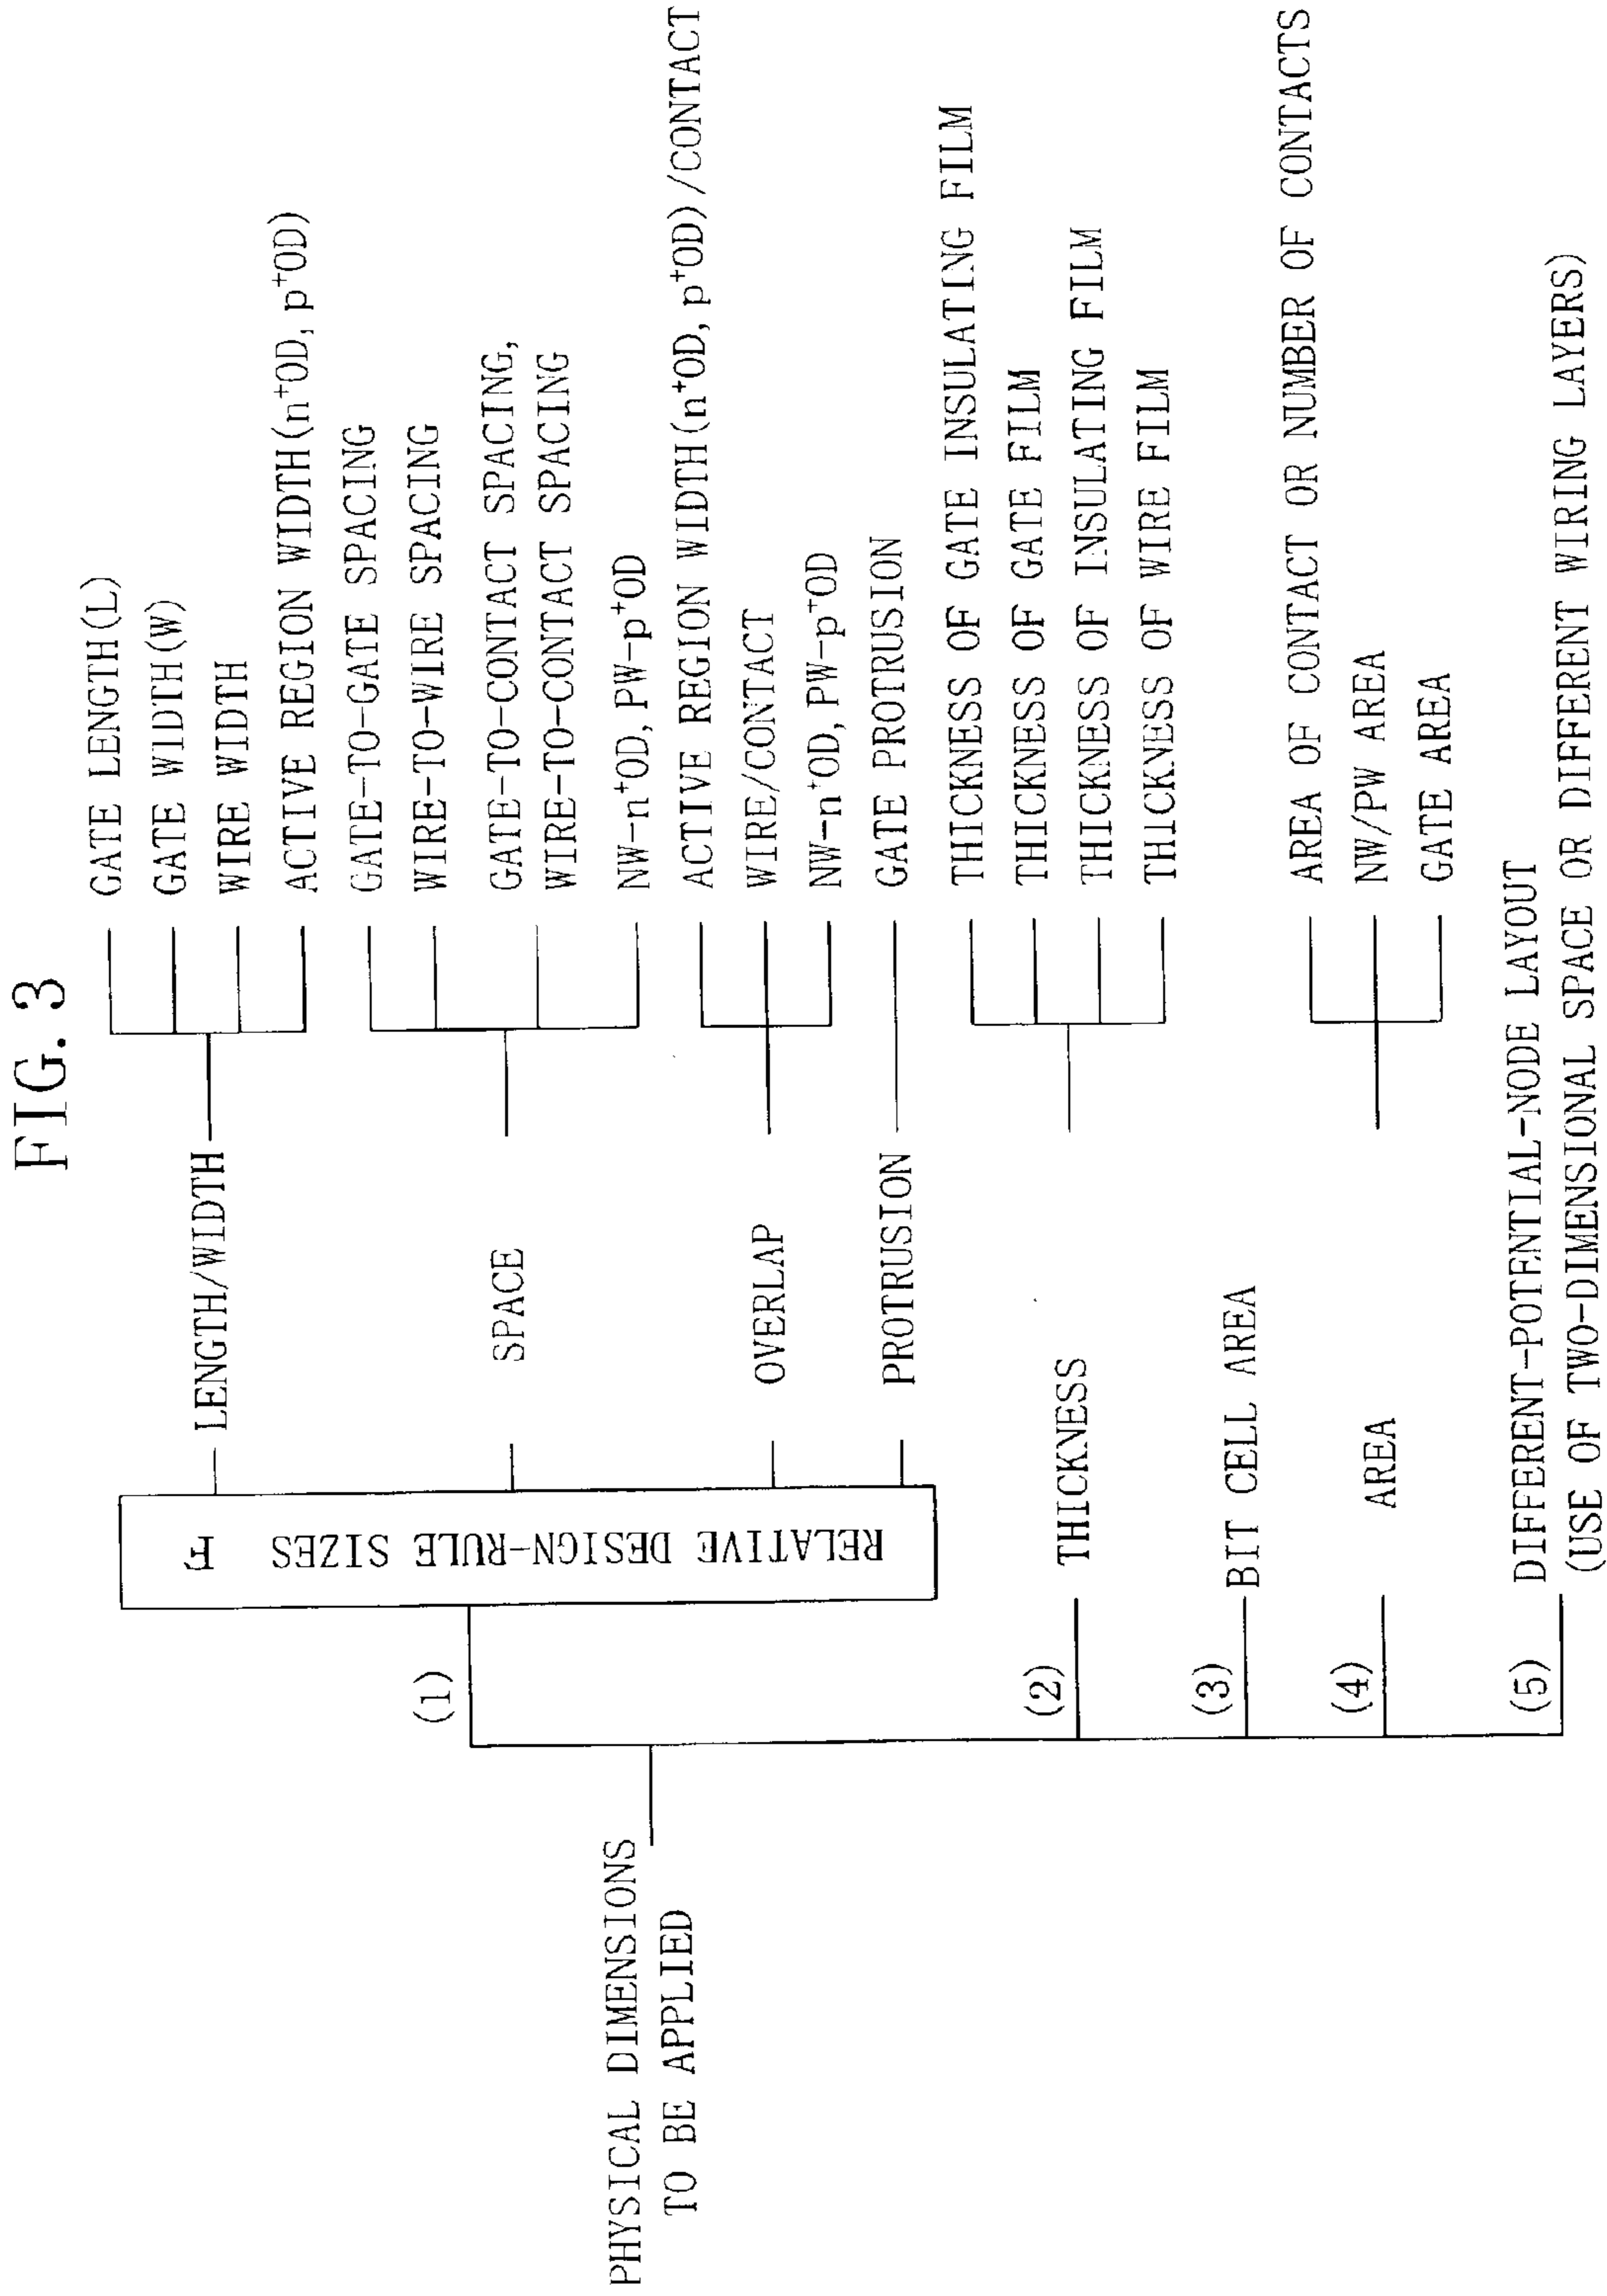 FIG. 3
PHYSICAL DIMENSIONS
TO BE APPLIED
(1)
RELATIVE DESIGN-RULE SIZES F
LENGTH/WIDTH
GATE LENGTH(L)
GATE WIDTH(W)
WIRE WIDTH
ACTIVE REGION WIDTH(n⁺OD, p⁺OD)
SPACE
GATE-TO-GATE SPACING
WIRE-TO-WIRE SPACING
GATE-TO-CONTACT SPACING,
WIRE-TO-CONTACT SPACING
NW-n⁺OD, PW-p⁺OD
OVERLAP
ACTIVE REGION WIDTH(n⁺OD, p⁺OD)/CONTACT
WIRE/CONTACT
NW-n⁺OD, PW-p⁺OD
PROTRUSION
GATE PROTRUSION
(2)
THICKNESS
THICKNESS OF GATE INSULATING FILM
THICKNESS OF GATE FILM
THICKNESS OF INSULATING FILM
THICKNESS OF WIRE FILM
(3)
BIT CELL AREA
(4)
AREA
AREA OF CONTACT OR NUMBER OF CONTACTS
NW/PW AREA
GATE AREA
(5)
DIFFERENT-POTENTIAL-NODE LAYOUT
(USE OF TWO-DIMENSIONAL SPACE OR DIFFERENT WIRING LAYERS)